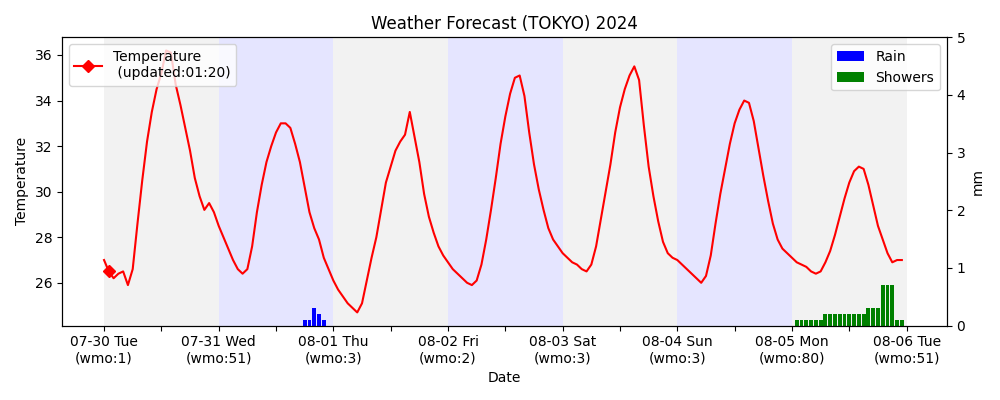 Weather Forecast (TOKYO) 2024
Temperature
(updated:01:20)
Rain
Showers
36
34
32
30
28
26
Temperature
5
4
3
2
1
0
mm
07-30 Tue
(wmo:1)
07-31 Wed
(wmo:51)
08-01 Thu
(wmo:3)
08-02 Fri
(wmo:2)
08-03 Sat
(wmo:3)
08-04 Sun
(wmo:3)
08-05 Mon
(wmo:80)
08-06 Tue
(wmo:51)
Date